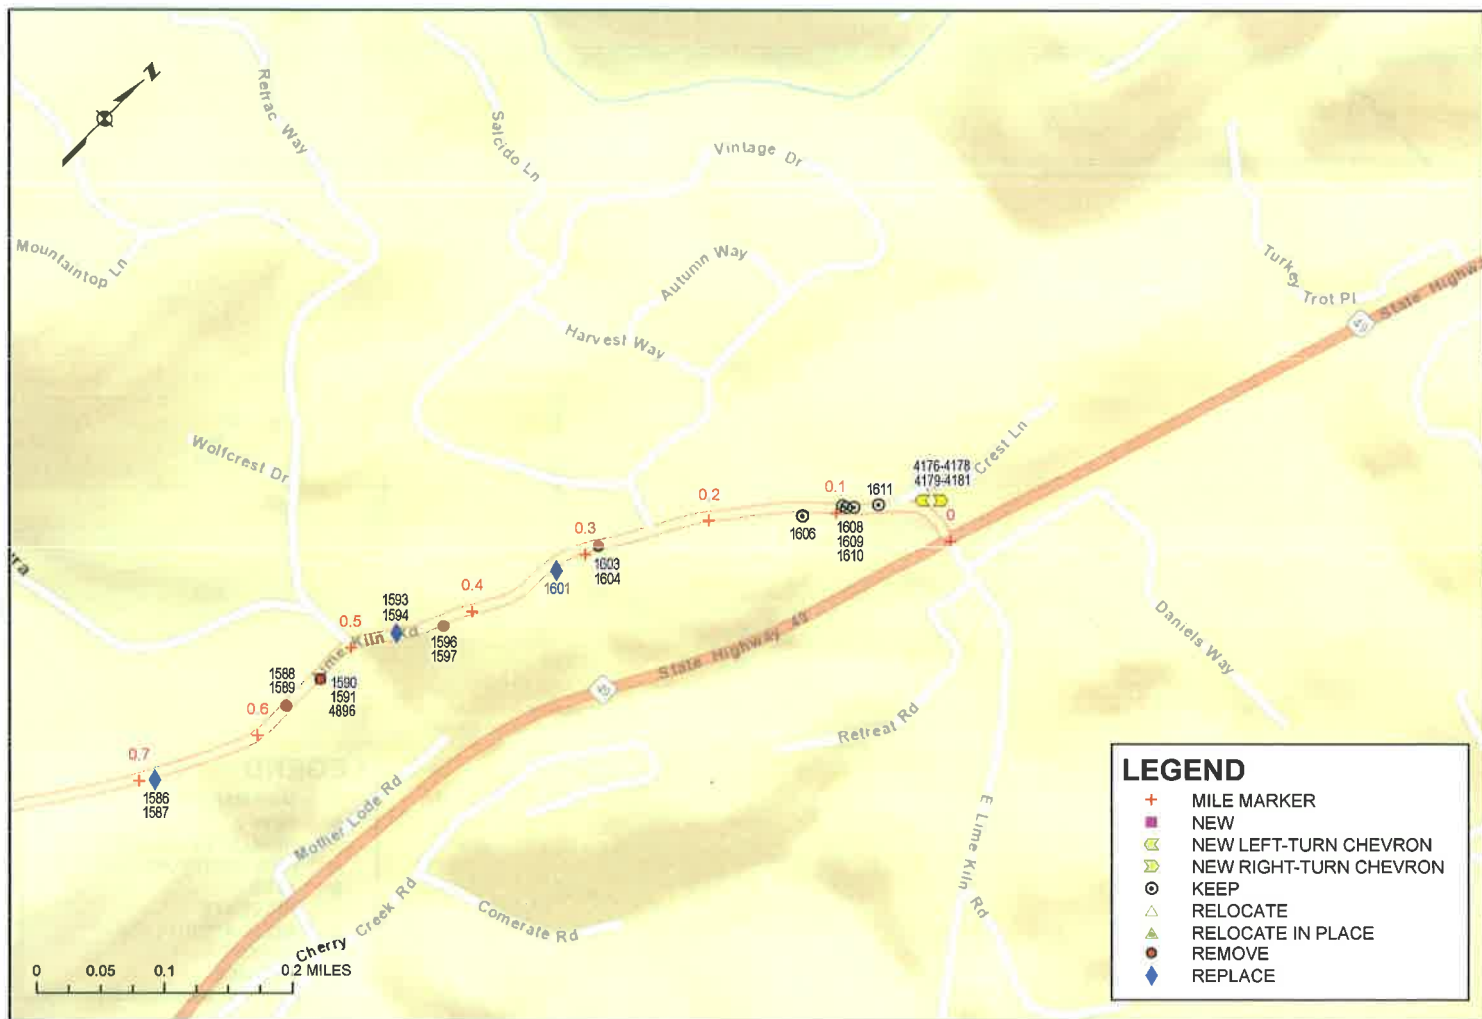 Z
Retrac Way
Salcido Ln
Vintage Dr
Mountaintop Ln
Autumn Way
Turkey Trot Pl
Harvest Way
49
State Highw
Wolfcrest Dr
Crest Ln
4176-4178
4179-4181
0
0.1
1611
0.2
1606
1608
1609
1610
0.3
1603
1604
1601
0.4
1593
1594
0.5
Kiln Rd
1596
1597
1588
1589
1590
1591
4896
0.6
0.7
1586
1587
State Highway 49
Daniels Way
Retreat Rd
E Lime Kiln Rd
Mother Lode Rd
Cherry Creek Rd
Comerate Rd
0 0.05 0.1 0.2 MILES
LEGEND
MILE MARKER
NEW
NEW LEFT-TURN CHEVRON
NEW RIGHT-TURN CHEVRON
KEEP
RELOCATE
RELOCATE IN PLACE
REMOVE
REPLACE